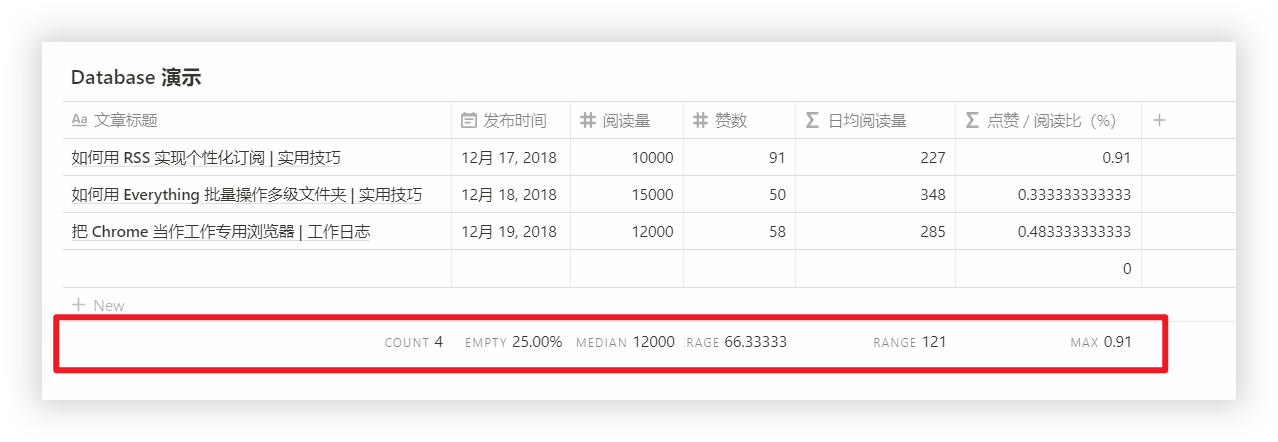 Database 演示
Aa 文章标题 发布时间 # 阅读量 # 赞数 Σ 日均阅读量 Σ 点赞 / 阅读比（%） +
如何用 RSS 实现个性化订阅 | 实用技巧 12月 17, 2018 10000 91 227 0.91
如何用 Everything 批量操作多级文件夹 | 实用技巧 12月 18, 2018 15000 50 348 0.333333333333
把 Chrome 当作工作专用浏览器 | 工作日志 12月 19, 2018 12000 58 285 0.483333333333
0
+ New
COUNT 4 EMPTY 25.00% MEDIAN 12000 RAGE 66.33333 RANGE 121 MAX 0.91